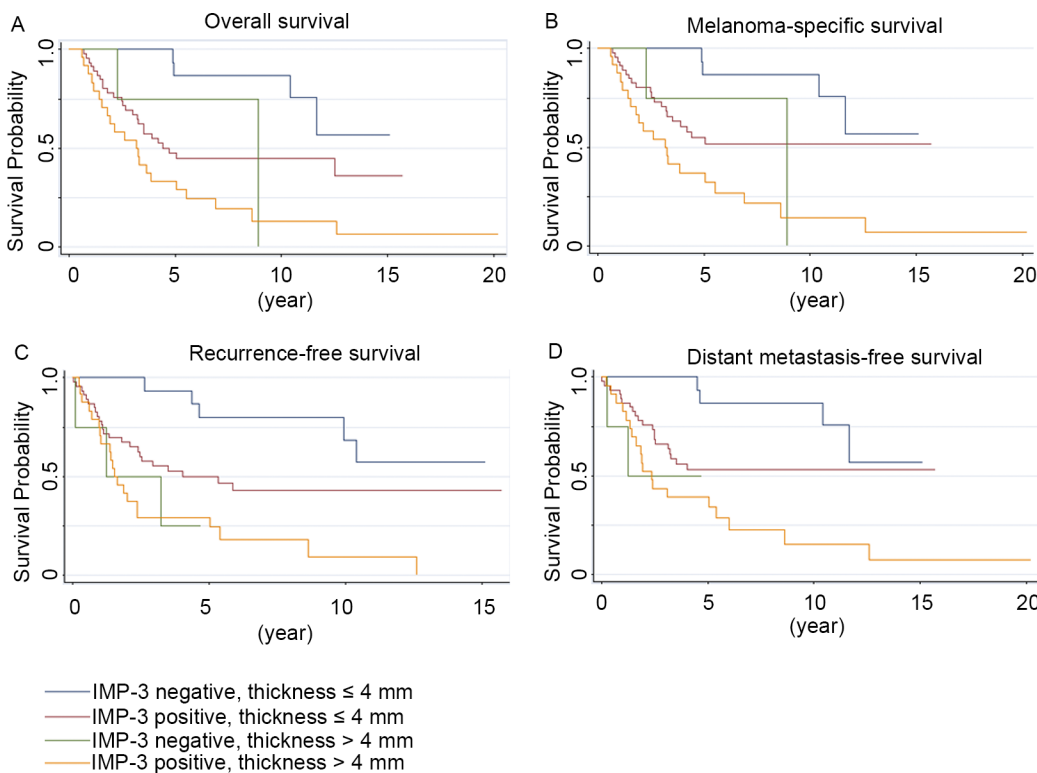 A Overall survival
Survival Probability
1.0
0.5
0
0 5 10 15 20
(year)
B Melanoma-specific survival
Survival Probability
1.0
0.5
0
0 5 10 15 20
(year)
C Recurrence-free survival
Survival Probability
1.0
0.5
0
0 5 10 15
(year)
D Distant metastasis-free survival
Survival Probability
1.0
0.5
0
0 5 10 15 20
(year)
IMP-3 negative, thickness ≤ 4 mm
IMP-3 positive, thickness ≤ 4 mm
IMP-3 negative, thickness > 4 mm
IMP-3 positive, thickness > 4 mm